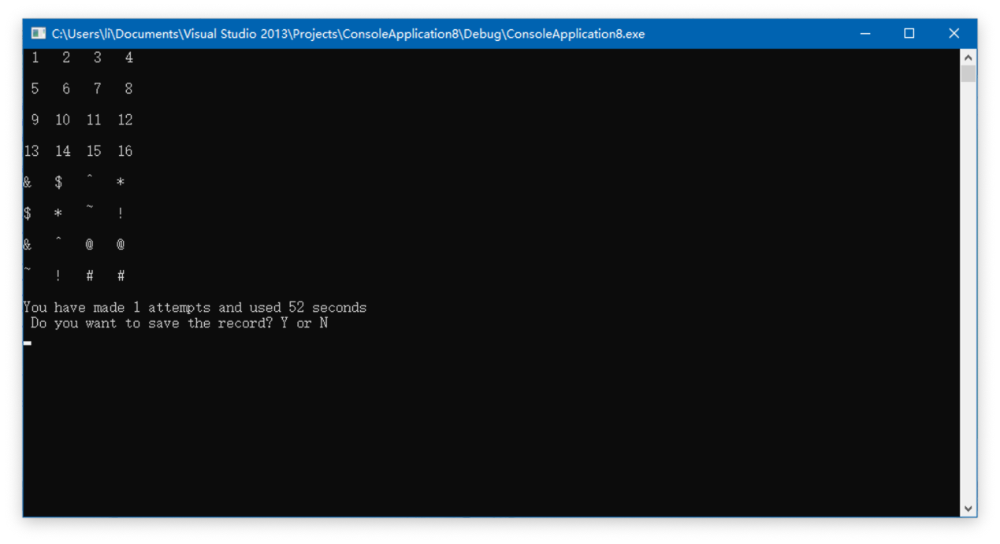 C:\Users\li\Documents\Visual Studio 2013\Projects\ConsoleApplication8\Debug\ConsoleApplication8.exe
1 2 3 4
5 6 7 8
9 10 11 12
13 14 15 16
& $ ^ *
$ * ~ !
& ^ @ @
~ ! # #
You have made 1 attempts and used 52 seconds
Do you want to save the record? Y or N